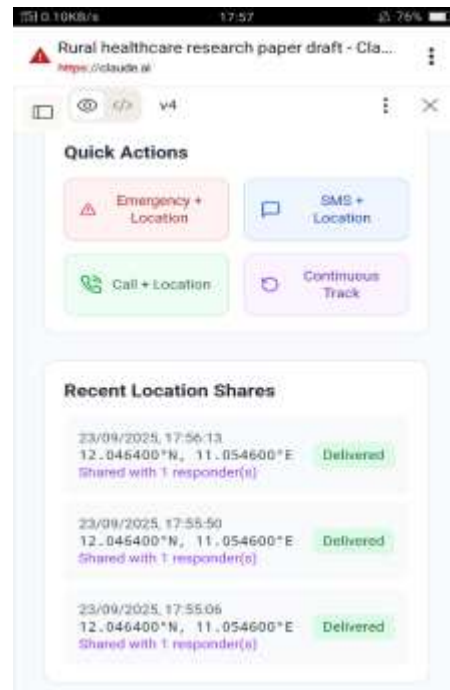 0.10KB/s 17:57 76%
Rural healthcare research paper draft - Cla...
https://claude.ai
v4
Quick Actions
Emergency +
Location
SMS +
Location
Call + Location
Continuous
Track
Recent Location Shares
23/09/2025, 17:56:13
12.046400°N, 11.054600°E
Delivered
Shared with 1 responder(s)
23/09/2025, 17:55:50
12.046400°N, 11.054600°E
Delivered
Shared with 1 responder(s)
23/09/2025, 17:55:06
12.046400°N, 11.054600°E
Delivered
Shared with 1 responder(s)